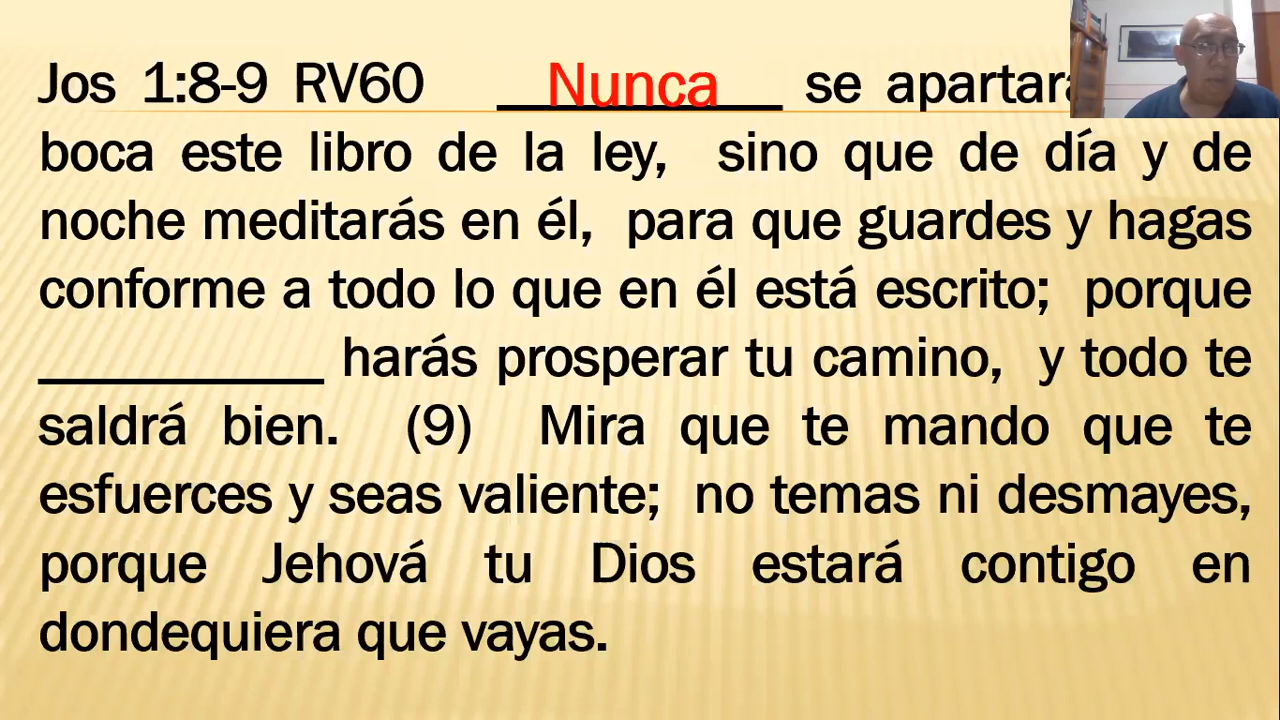 Jos 1:8-9 RV60 ___________ Nunca se apartar
boca este libro de la ley, sino que de día y de
noche meditarás en él, para que guardes y hagas
conforme a todo lo que en él está escrito; porque
___________ harás prosperar tu camino, y todo te
saldrá bien. (9) Mira que te mando que te
esfuerces y seas valiente; no temas ni desmayes,
porque Jehová tu Dios estará contigo en
dondequiera que vayas.